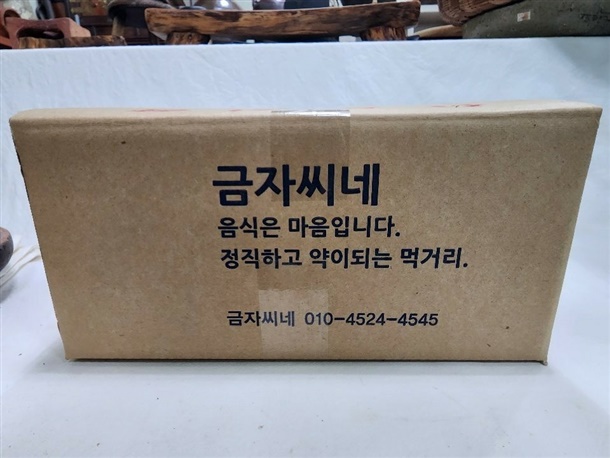 금자씨네
음식은 마음입니다.
정직하고 약이되는 먹거리.
금자씨네 010-4524-4545